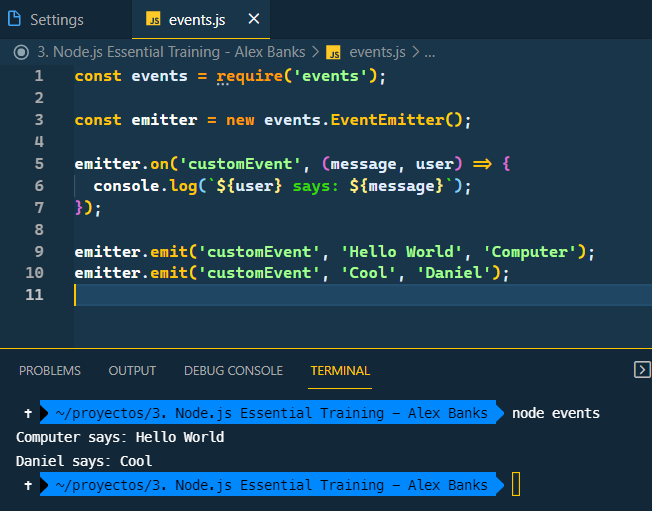 Settings
JS events.js ×
3. Node.js Essential Training - Alex Banks > JS events.js > ...
1 const events = require('events');
2
3 const emitter = new events.EventEmitter();
4
5 emitter.on('customEvent', (message, user) => {
6 console.log(`${user} says: ${message}`);
7 });
8
9 emitter.emit('customEvent', 'Hello World', 'Computer');
10 emitter.emit('customEvent', 'Cool', 'Daniel');
11
PROBLEMS OUTPUT DEBUG CONSOLE TERMINAL
✝ ~/proyectos/3. Node.js Essential Training - Alex Banks node events
Computer says: Hello World
Daniel says: Cool
✝ ~/proyectos/3. Node.js Essential Training - Alex Banks